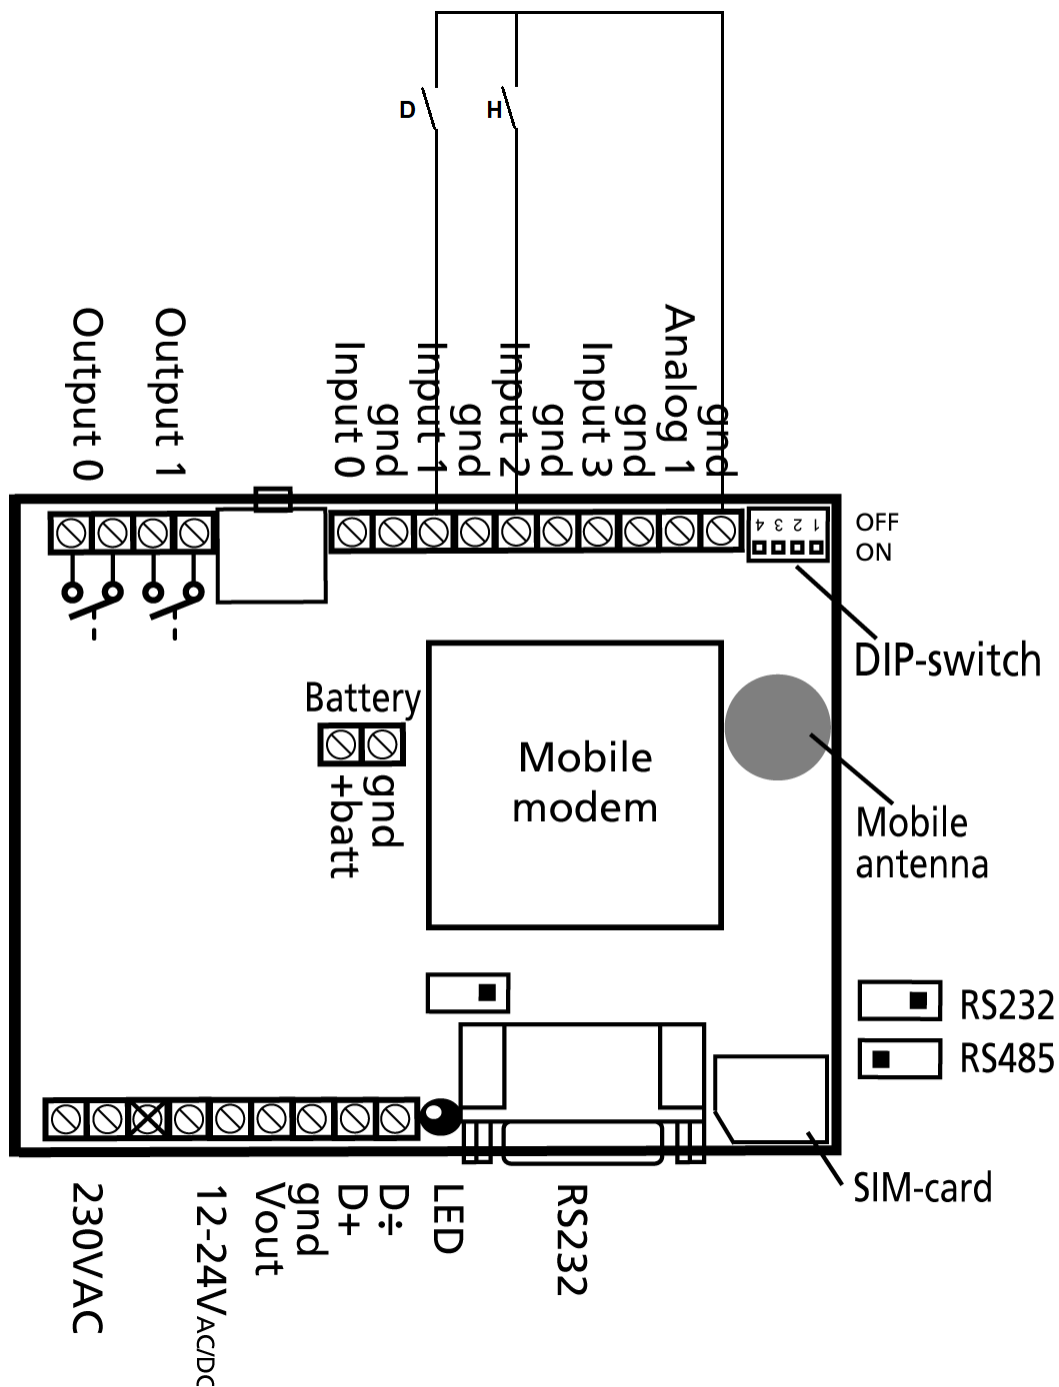 D
H
Output 0
Output 1
Input 0
gnd
Input 1
gnd
Input 2
gnd
Input 3
gnd
Analog 1
gnd
4 3 2 1
OFF
ON
DIP-switch
Battery
+batt
gnd
Mobile
modem
Mobile
antenna
RS232
RS485
SIM-card
230VAC
12-24VAC/DC
Vout
gnd
D+
D÷
LED
RS232